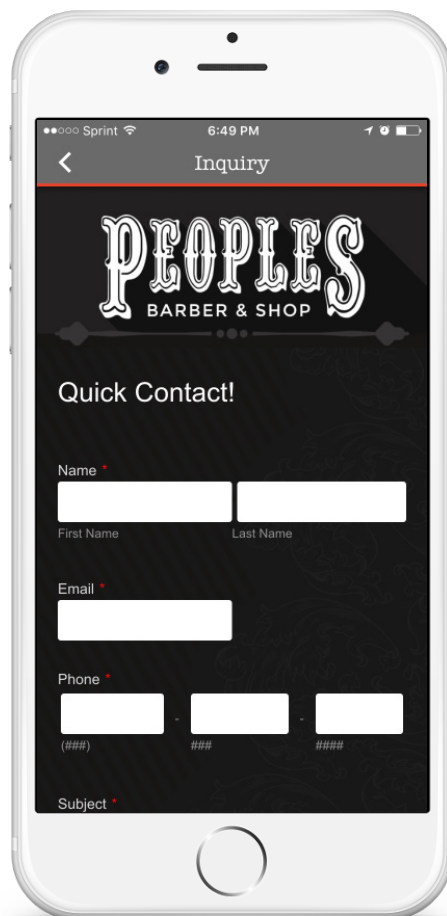 ●●○○○ Sprint 6:49 PM
Inquiry
PEOPLES
BARBER & SHOP
Quick Contact!
Name *
First Name Last Name
Email *
Phone *
- -
(###) ### ####
Subject *